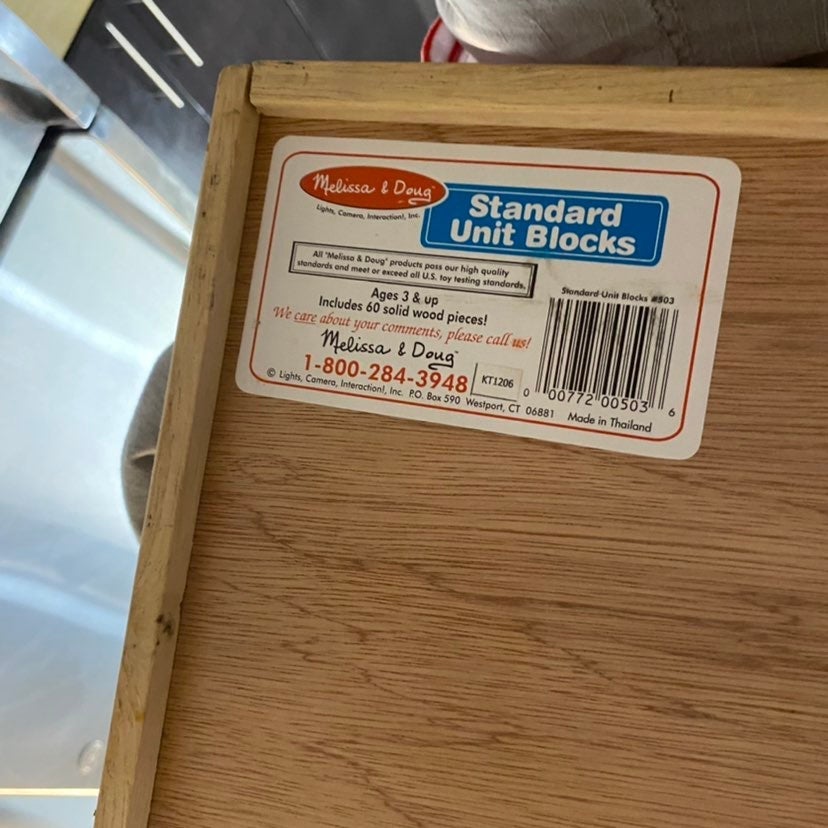 Melissa & Doug™
Lights, Camera, Interaction!, Inc.
Standard
Unit Blocks
All "Melissa & Doug" products pass our high quality
standards and meet or exceed all U.S. toy testing standards.
Ages 3 & up
Includes 60 solid wood pieces!
We care about your comments, please call us!
Melissa & Doug™
1-800-284-3948
KT1206
© Lights, Camera, Interaction!, Inc. P.O. Box 590 Westport, CT 06881
Standard Unit Blocks #503
0 00772 00503 6
Made in Thailand